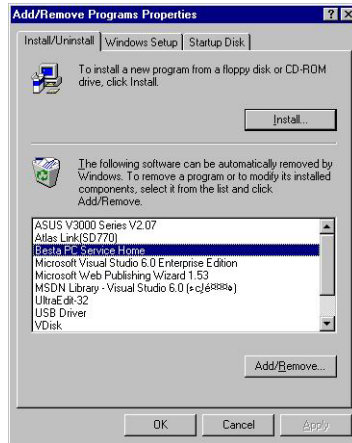 Add/Remove Programs Properties
Install/Uninstall
Windows Setup
Startup Disk
To install a new program from a floppy disk or CD-ROM
drive, click Install.
Install...
The following software can be automatically removed by
Windows. To remove a program or to modify its installed
components, select it from the list and click
Add/Remove.
ASUS V3000 Series V2.07
Atlas Link(SD770)
Besta PC Service Home
Microsoft Visual Studio 6.0 Enterprise Edition
Microsoft Web Publishing Wizard 1.53
MSDN Library - Visual Studio 6.0
UltraEdit-32
USB Driver
VDisk
Add/Remove...
OK
Cancel
Apply